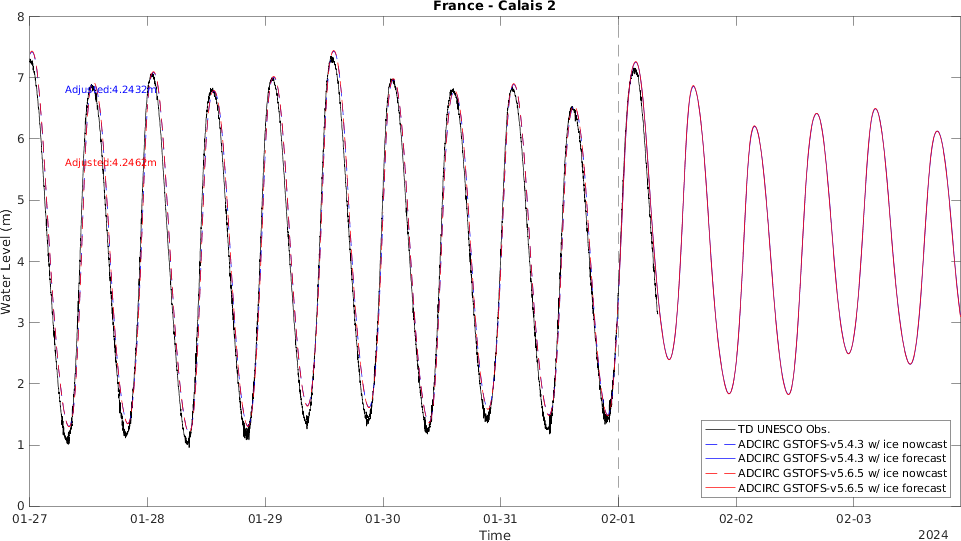 France - Calais 2
8
7
6
5
4
3
2
1
0
Water Level (m)
Adjusted:4.2432m
Adjusted:4.2462m
TD UNESCO Obs.
ADCIRC GSTOFS-v5.4.3 w/ ice nowcast
ADCIRC GSTOFS-v5.4.3 w/ ice forecast
ADCIRC GSTOFS-v5.6.5 w/ ice nowcast
ADCIRC GSTOFS-v5.6.5 w/ ice forecast
01-27 01-28 01-29 01-30 01-31 02-01 02-02 02-03
Time
2024